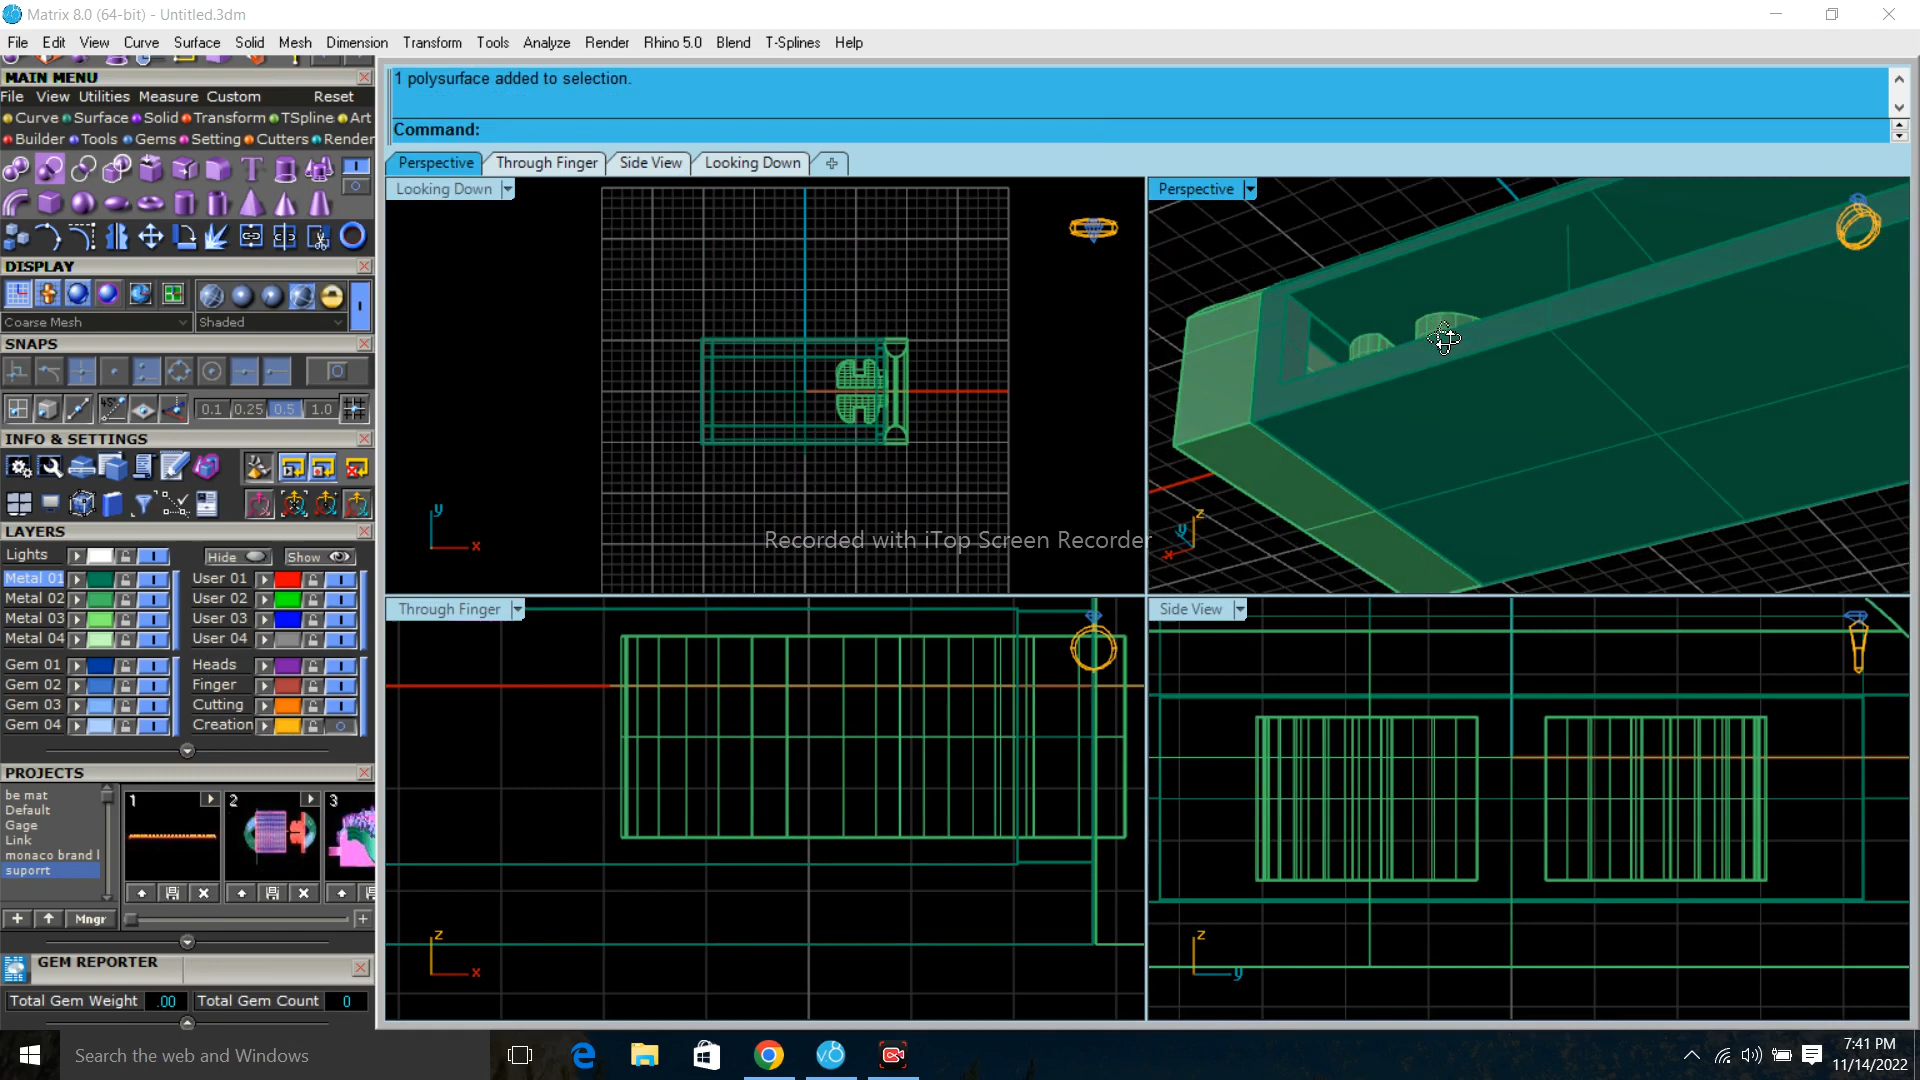 Matrix 8.0 (64-bit) - Untitled.3dm
File Edit View Curve Surface Solid Mesh Dimension Transform Tools Analyze Render Rhino 5.0 Blend T-Splines Help
MAIN MENU
File View Utilities Measure Custom Reset
Curve Surface Solid Transform TSpline Art
Builder Tools Gems Setting Cutters Render
1 polysurface added to selection.
Command:
Perspective Through Finger Side View Looking Down
Looking Down
Perspective
DISPLAY
Coarse Mesh Shaded
SNAPS
45°
0.1 0.25 0.5 1.0
INFO & SETTINGS
LAYERS
Lights Hide Show
Metal 01 User 01
Metal 02 User 02
Metal 03 User 03
Metal 04 User 04
Gem 01 Heads
Gem 02 Finger
Gem 03 Cutting
Gem 04 Creation
y
x
z
y
x
Recorded with iTop Screen Recorder
Through Finger
Side View
z
x
z
y
PROJECTS
be mat
Default
Gage
Link
monaco brand l
suporrt
1 2 3
Mngr
GEM REPORTER
Total Gem Weight .00 Total Gem Count 0
Search the web and Windows
7:41 PM
11/14/2022